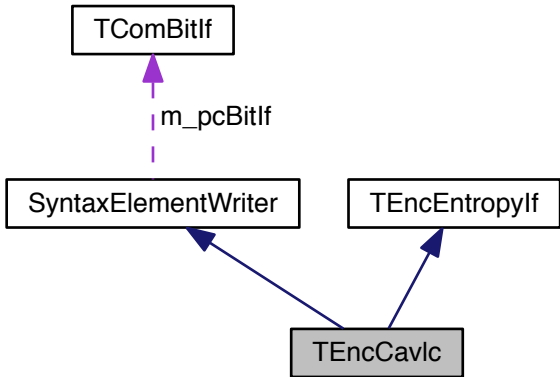 TComBitIf
m_pcBitIf
SyntaxElementWriter
TEncEntropyIf
TEncCavlc